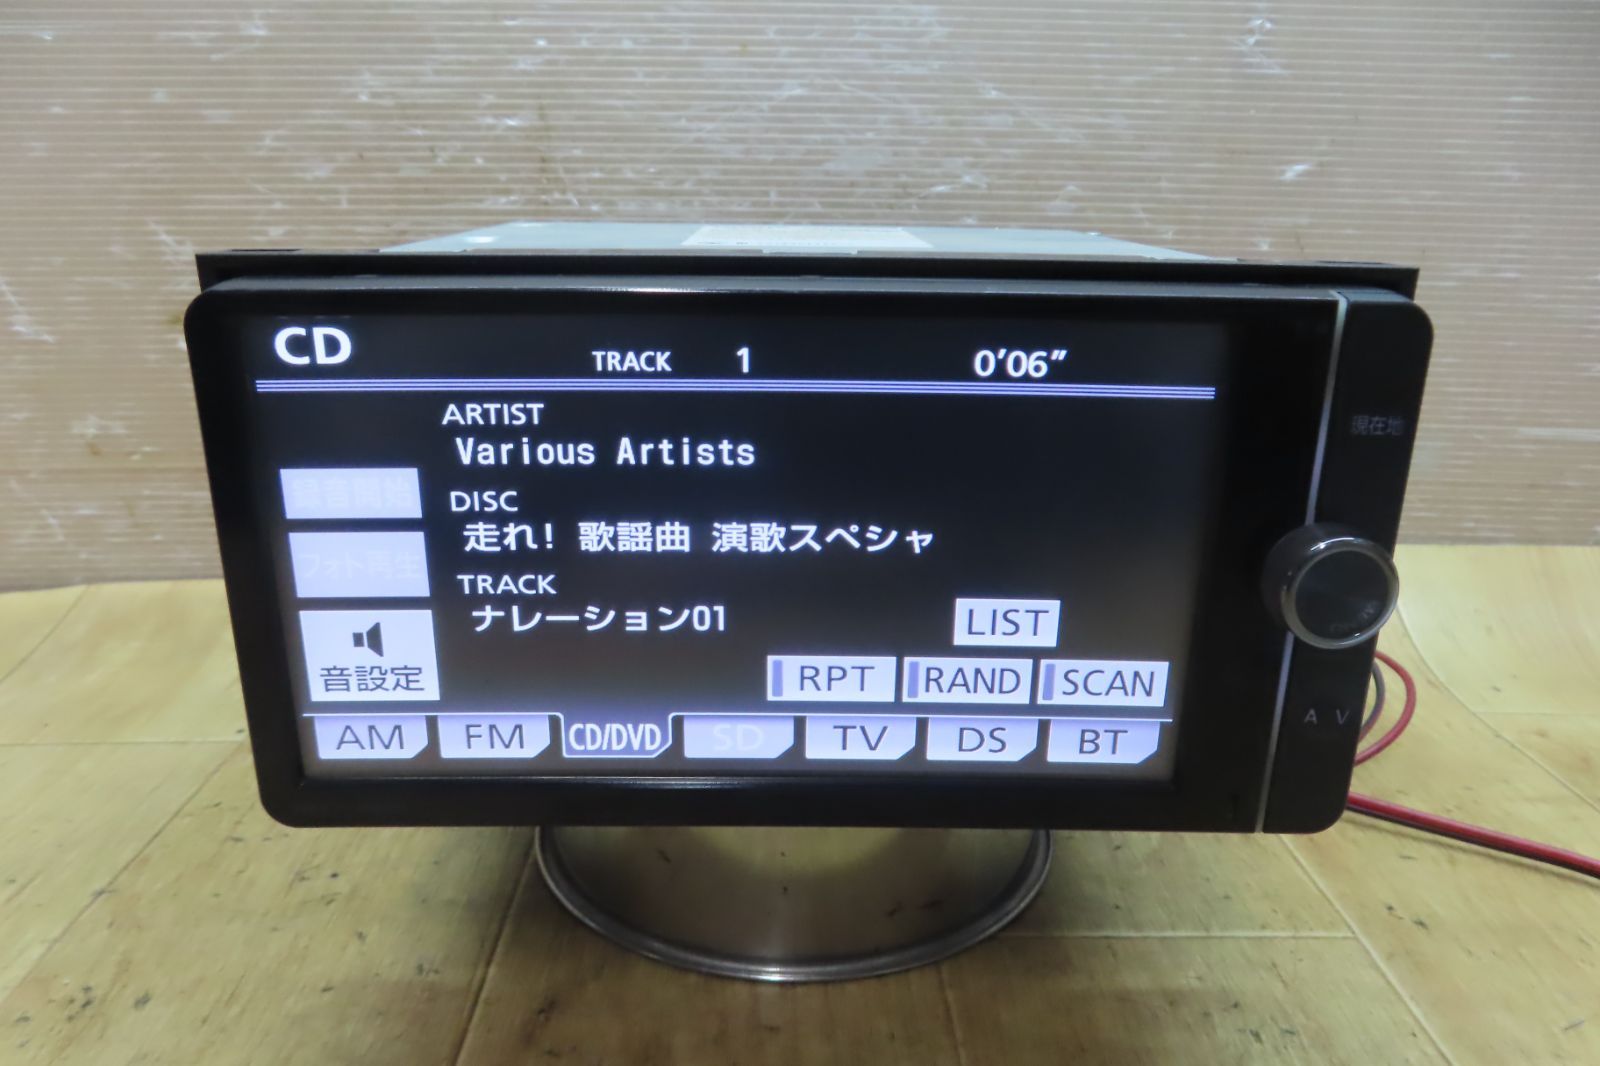 CD
TRACK 1 0'06"
ARTIST
Various Artists
DISC
走れ! 歌謡曲 演歌スペシャ
TRACK
ナレーション01
録音開始
フォト再生
音設定
LIST
RPT RAND SCAN
AM FM CD/DVD SD TV DS BT
現在地
AV